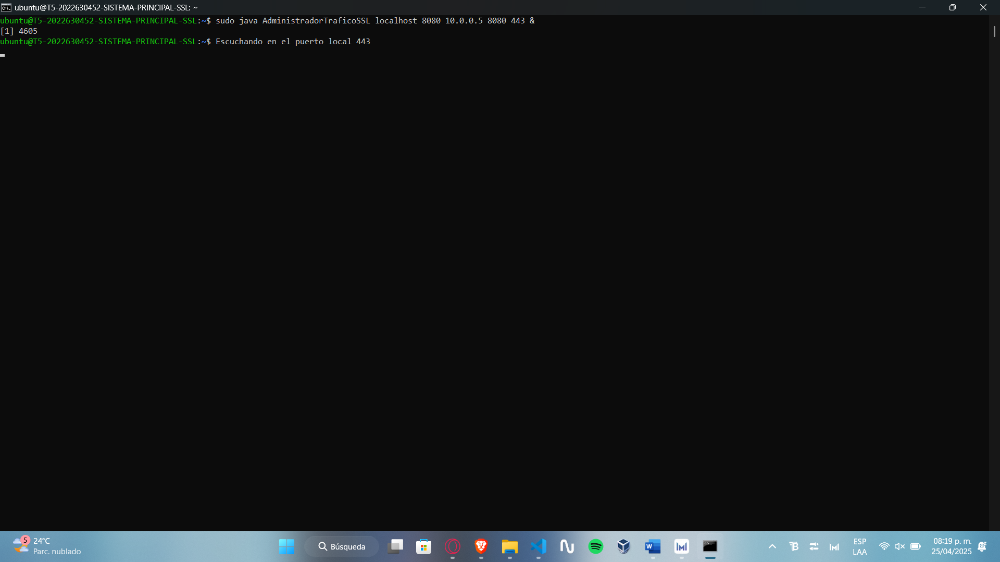 ubuntu@T5-2022630452-SISTEMA-PRINCIPAL-SSL: ~
ubuntu@T5-2022630452-SISTEMA-PRINCIPAL-SSL:~$ sudo java AdministradorTraficoSSL localhost 8080 10.0.0.5 8080 443 &
[1] 4605
ubuntu@T5-2022630452-SISTEMA-PRINCIPAL-SSL:~$ Escuchando en el puerto local 443
5
24°C
Parc. nublado
Búsqueda
ESP
LAA
08:19 p. m.
25/04/2025